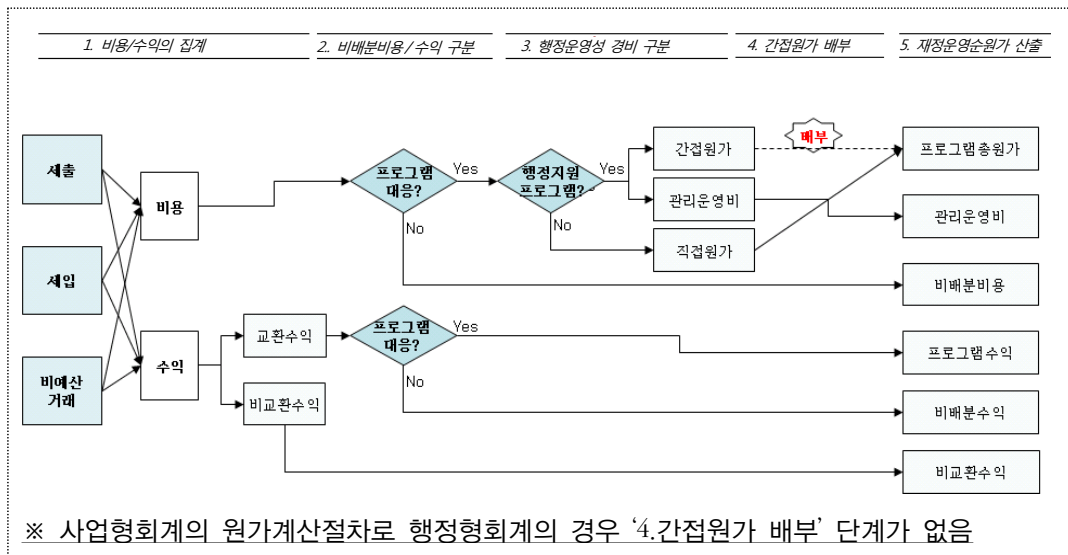 1. 비용/수익의 집계
2.. 비배분비용/수익 구분
3. 행정운영성 경비 구분
4. 간접원가 배부
5. 재정운영순원가 산출
세출
세입
비예산
거래
비용
수익
교환수익
비교환수익
프로그램
대응?
Yes
No
프로그램
대응?
Yes
No
행정지원
프로그램?
Yes
No
간접원가
관리운영비
직접원가
배부
프로그램총원가
관리운영비
비배분비용
프로그램수익
비배분수익
비교환수익
※ 사업형회계의 원가계산절차로 행정형회계의 경우 ‘4.간접원가 배부’ 단계가 없음